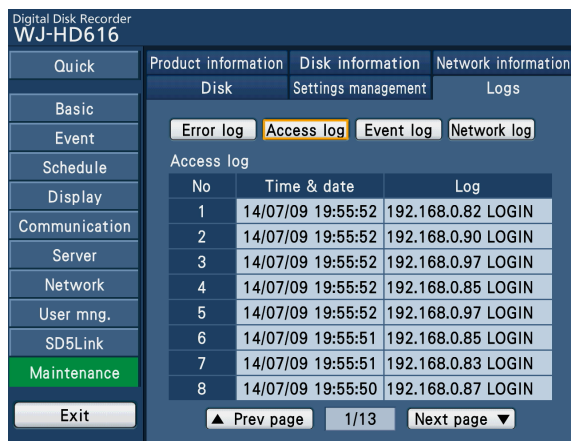 Digital Disk Recorder
WJ-HD616
Quick
Basic
Event
Schedule
Display
Communication
Server
Network
User mng.
SD5Link
Maintenance
Exit
Product information Disk information Network information
Disk Settings management Logs
Error log Access log Event log Network log
Access log
No Time & date Log
1 14/07/09 19:55:52 192.168.0.82 LOGIN
2 14/07/09 19:55:52 192.168.0.90 LOGIN
3 14/07/09 19:55:52 192.168.0.97 LOGIN
4 14/07/09 19:55:52 192.168.0.85 LOGIN
5 14/07/09 19:55:52 192.168.0.97 LOGIN
6 14/07/09 19:55:51 192.168.0.85 LOGIN
7 14/07/09 19:55:51 192.168.0.83 LOGIN
8 14/07/09 19:55:50 192.168.0.87 LOGIN
▲ Prev page 1/13 Next page ▼